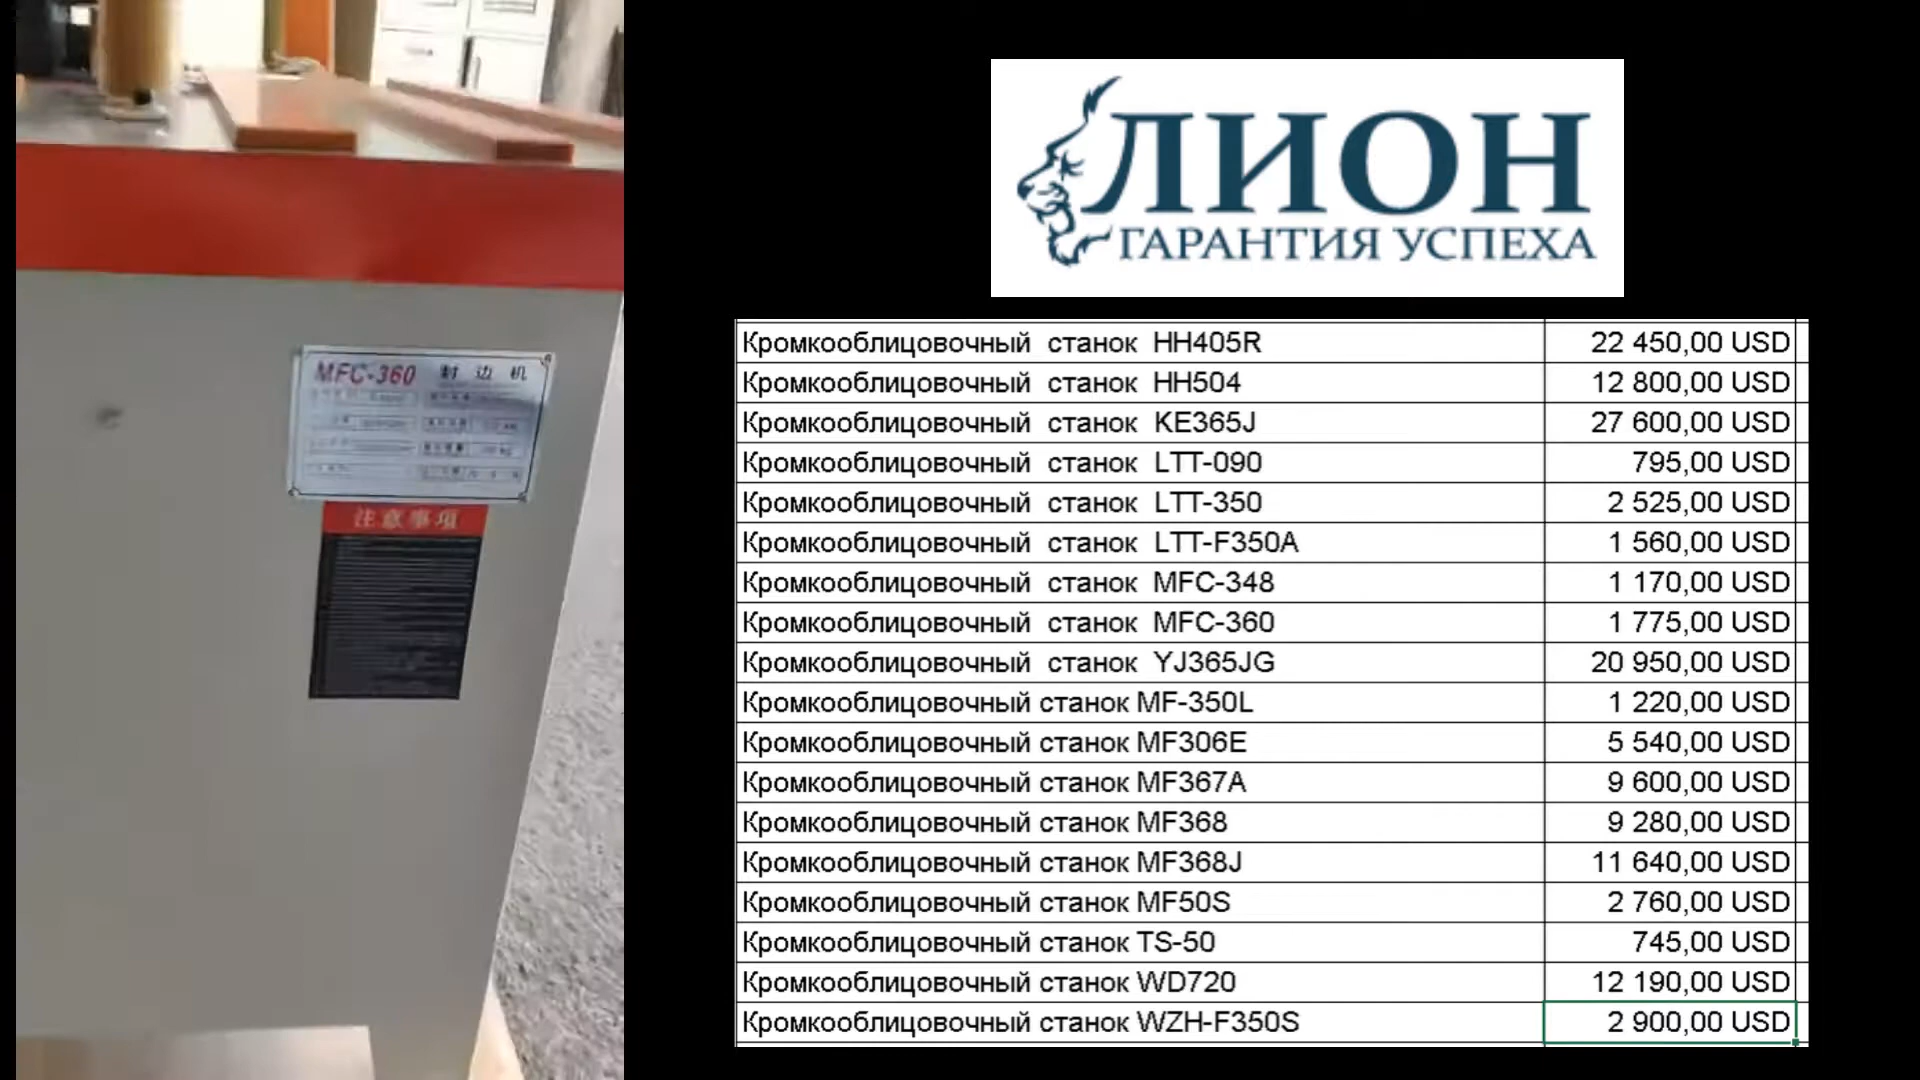 MFC-360 封边机
注意事項
ЛИОН
ГАРАНТИЯ УСПЕХА
Кромкооблицовочный станок HH405R 22 450,00 USD
Кромкооблицовочный станок HH504 12 800,00 USD
Кромкооблицовочный станок KE365J 27 600,00 USD
Кромкооблицовочный станок LTT-090 795,00 USD
Кромкооблицовочный станок LTT-350 2 525,00 USD
Кромкооблицовочный станок LTT-F350A 1 560,00 USD
Кромкооблицовочный станок MFC-348 1 170,00 USD
Кромкооблицовочный станок MFC-360 1 775,00 USD
Кромкооблицовочный станок YJ365JG 20 950,00 USD
Кромкооблицовочный станок MF-350L 1 220,00 USD
Кромкооблицовочный станок MF306E 5 540,00 USD
Кромкооблицовочный станок MF367A 9 600,00 USD
Кромкооблицовочный станок MF368 9 280,00 USD
Кромкооблицовочный станок MF368J 11 640,00 USD
Кромкооблицовочный станок MF50S 2 760,00 USD
Кромкооблицовочный станок TS-50 745,00 USD
Кромкооблицовочный станок WD720 12 190,00 USD
Кромкооблицовочный станок WZH-F350S 2 900,00 USD